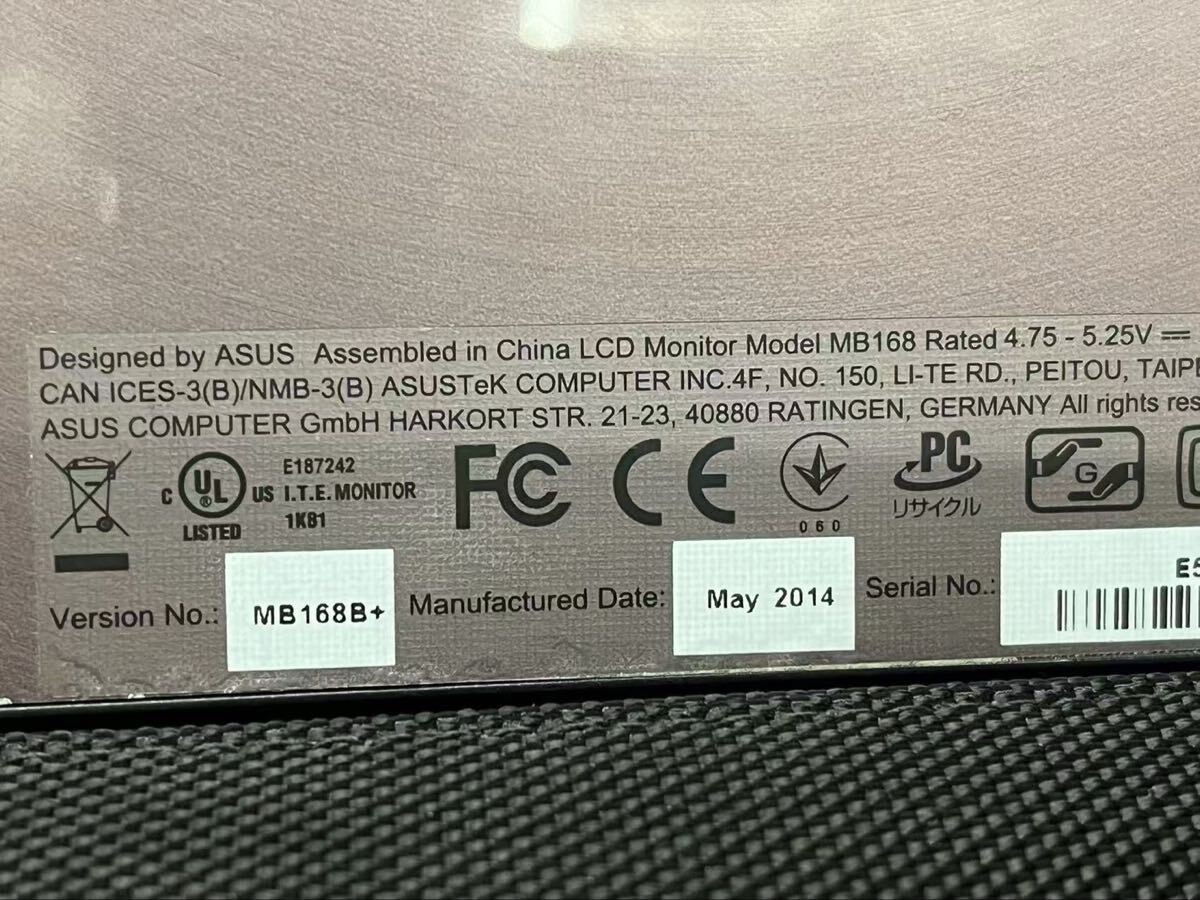 Designed by ASUS Assembled in China LCD Monitor Model MB168 Rated 4.75 - 5.25V ⎓
CAN ICES-3(B)/NMB-3(B) ASUSTeK COMPUTER INC.4F, NO. 150, LI-TE RD., PEITOU, TAIPE
ASUS COMPUTER GmbH HARKORT STR. 21-23, 40880 RATINGEN, GERMANY All rights res
C UL ® US LISTED
E187242
I.T.E. MONITOR
1K81
FC CE
060
PC
リサイクル
G
Version No.: MB168B+ Manufactured Date: May 2014 Serial No.: E5